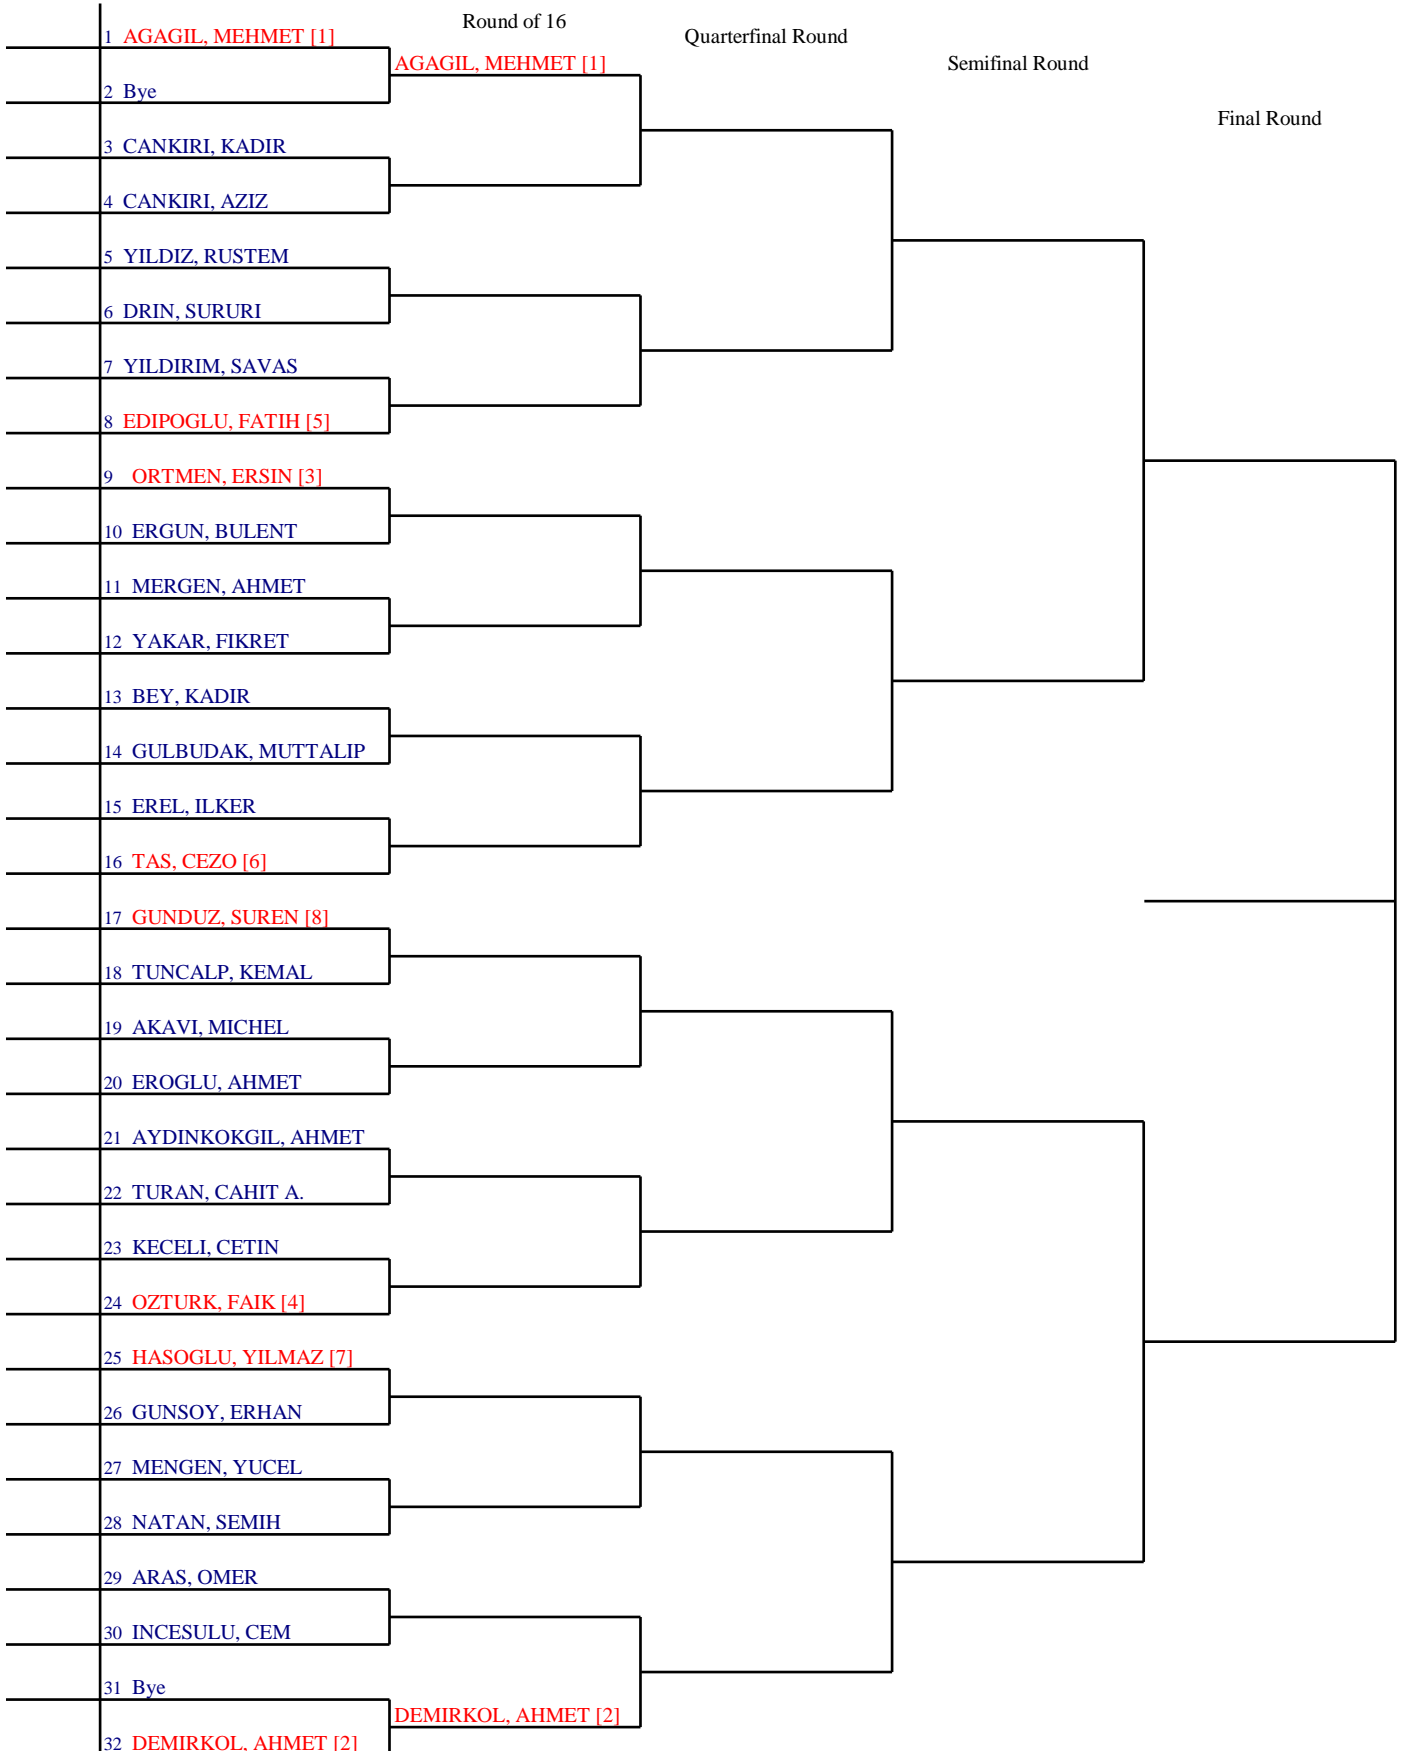 Round of 16
Quarterfinal Round
Semifinal Round
Final Round
1 AGAGIL, MEHMET [1]
AGAGIL, MEHMET [1]
2 Bye
3 CANKIRI, KADIR
4 CANKIRI, AZIZ
5 YILDIZ, RUSTEM
6 DRIN, SURURI
7 YILDIRIM, SAVAS
8 EDIPOGLU, FATIH [5]
9 ORTMEN, ERSIN [3]
10 ERGUN, BULENT
11 MERGEN, AHMET
12 YAKAR, FIKRET
13 BEY, KADIR
14 GULBUDAK, MUTTALIP
15 EREL, ILKER
16 TAS, CEZO [6]
17 GUNDUZ, SUREN [8]
18 TUNCALP, KEMAL
19 AKAVI, MICHEL
20 EROGLU, AHMET
21 AYDINKOKGIL, AHMET
22 TURAN, CAHIT A.
23 KECELI, CETIN
24 OZTURK, FAIK [4]
25 HASOGLU, YILMAZ [7]
26 GUNSOY, ERHAN
27 MENGEN, YUCEL
28 NATAN, SEMIH
29 ARAS, OMER
30 INCESULU, CEM
31 Bye
DEMIRKOL, AHMET [2]
32 DEMIRKOL, AHMET [2]